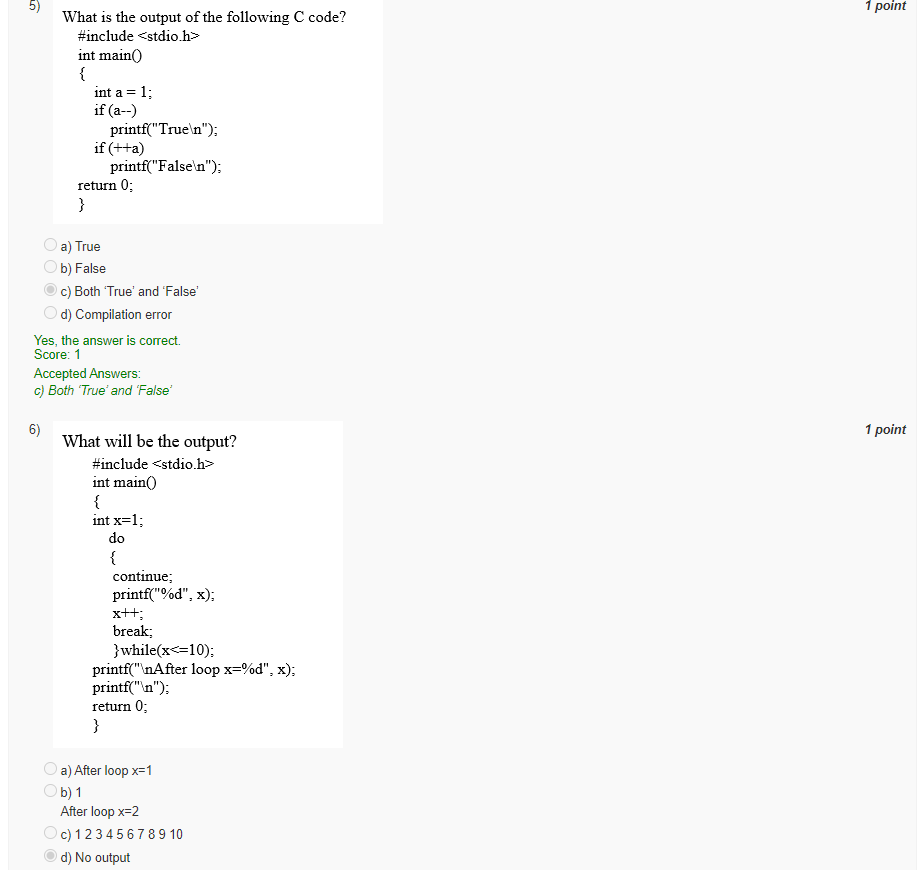 5)
1 point
What is the output of the following C code?
#include <stdio.h>
int main()
{
int a = 1;
if (a--)
printf("True\n");
if (++a)
printf("False\n");
return 0;
}
a) True
b) False
c) Both ‘True’ and ‘False’
d) Compilation error
Yes, the answer is correct.
Score: 1
Accepted Answers:
c) Both ‘True’ and ‘False’
6)
1 point
What will be the output?
#include <stdio.h>
int main()
{
int x=1;
do
{
continue;
printf("%d", x);
x++;
break;
}while(x<=10);
printf("\nAfter loop x=%d", x);
printf("\n");
return 0;
}
a) After loop x=1
b) 1
After loop x=2
c) 1 2 3 4 5 6 7 8 9 10
d) No output